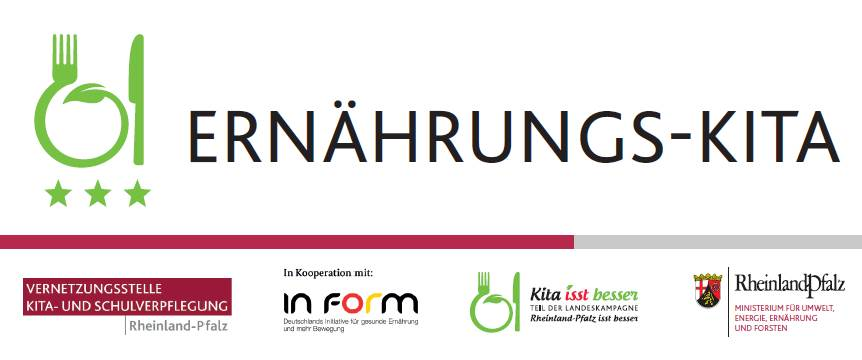 ERNÄHRUNGS-KITA
VERNETZUNGSSTELLE
KITA- UND SCHULVERPFLEGUNG
Rheinland-Pfalz
In Kooperation mit:
IN FORM
Deutschlands Initiative für gesunde Ernährung
und mehr Bewegung
Kita isst besser
TEIL DER LANDESKAMPAGNE
Rheinland-Pfalz isst besser
RheinlandPfalz
MINISTERIUM FÜR UMWELT,
ENERGIE, ERNÄHRUNG
UND FORSTEN